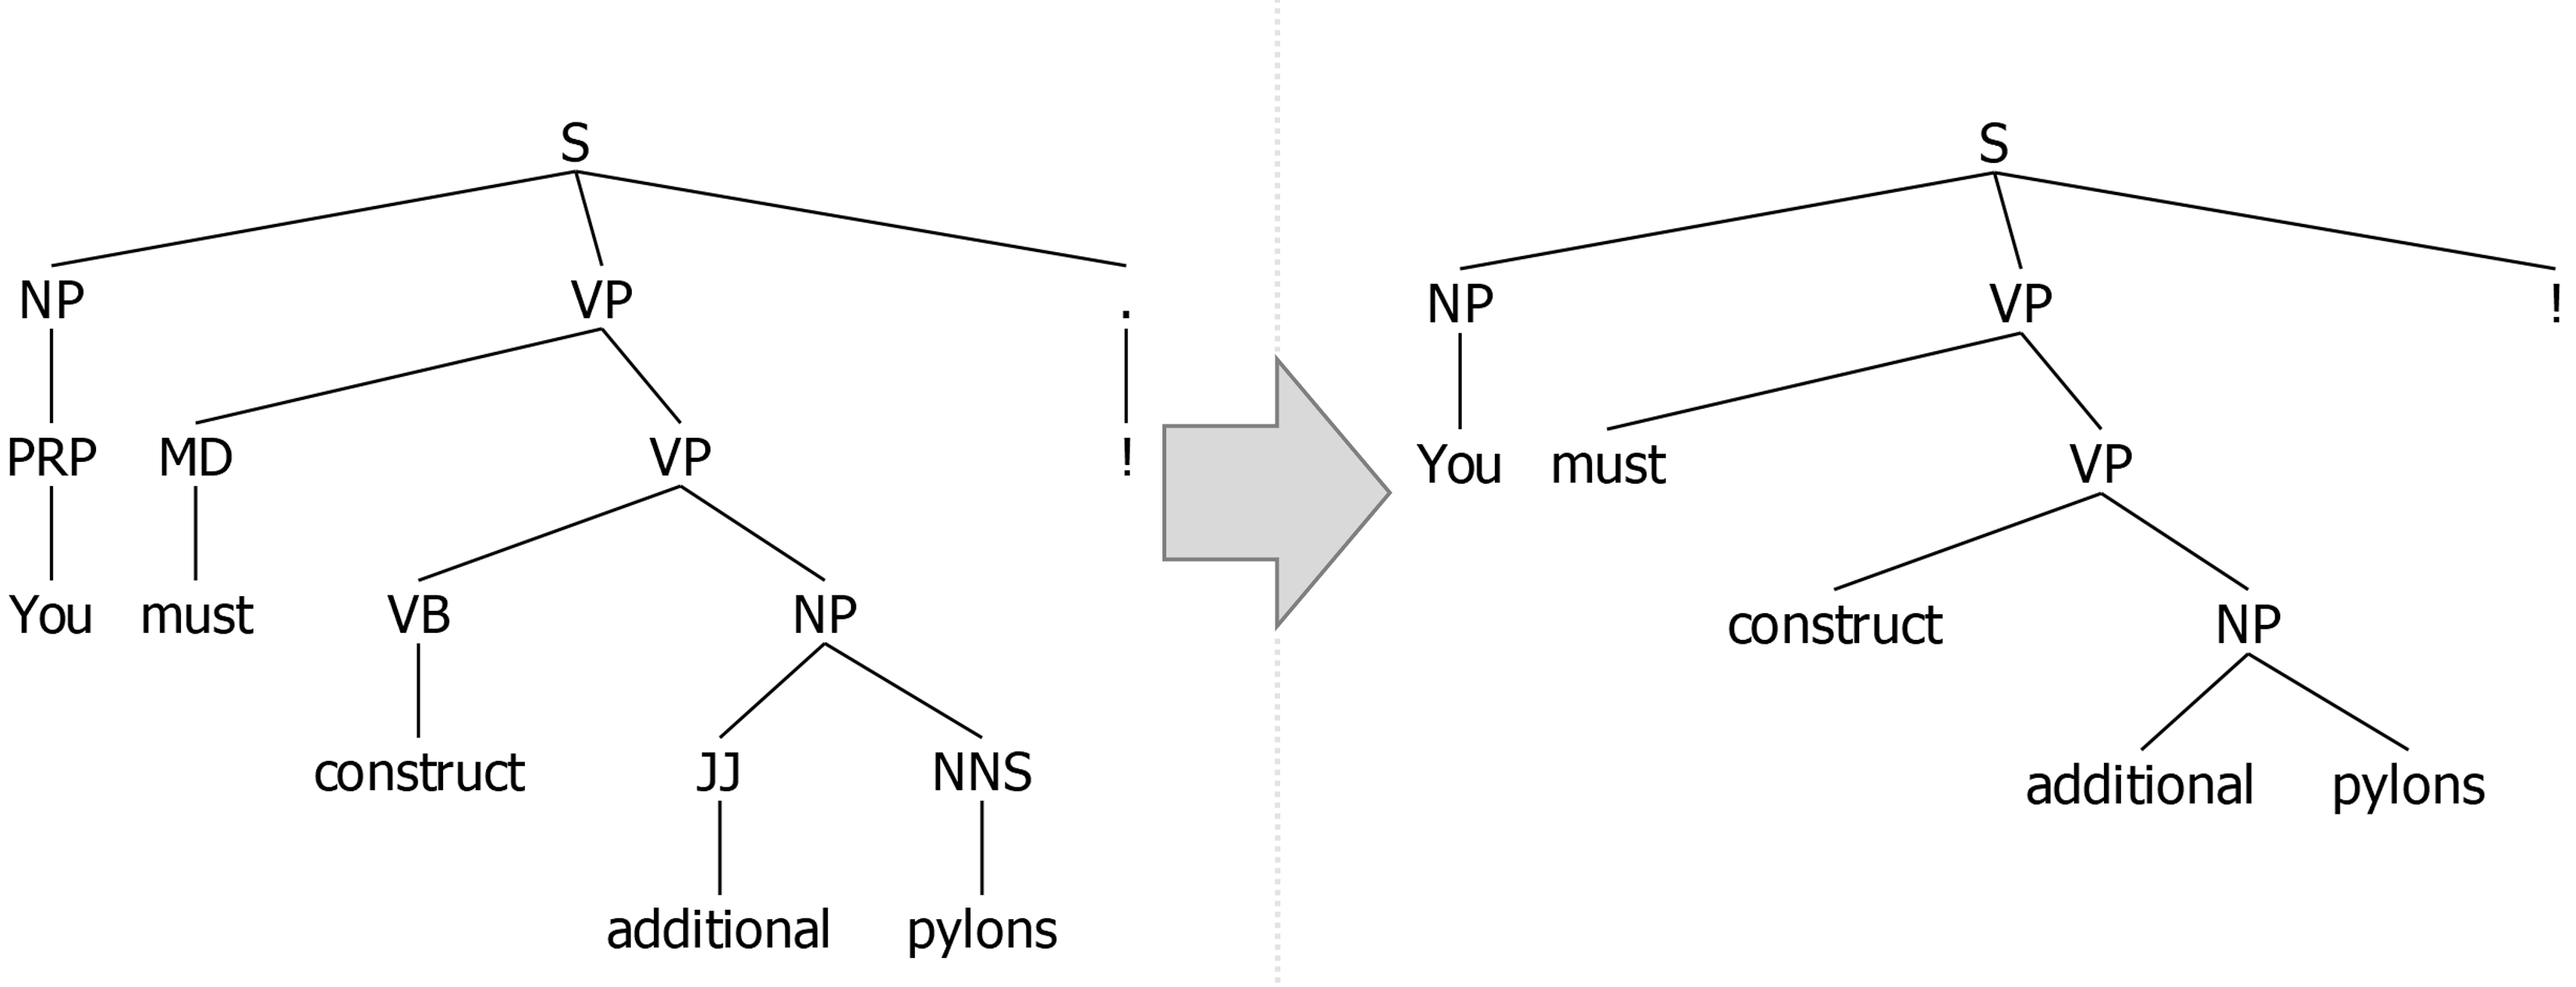 S
NP VP .
PRP MD VP !
You must VB NP
construct JJ NNS
additional pylons
S
NP VP !
You must VP
construct NP
additional pylons